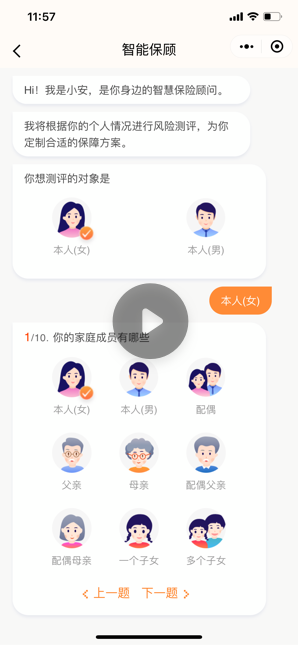 11:57
智能保顾
Hi！我是小安，是你身边的智慧保险顾问。
我将根据你的个人情况进行风险测评，为你
定制合适的保障方案。
你想测评的对象是
本人(女)
本人(男)
本人(女)
1/10. 你的家庭成员有哪些
本人(女)
本人(男)
配偶
父亲
母亲
配偶父亲
配偶母亲
一个子女
多个子女
上一题
下一题